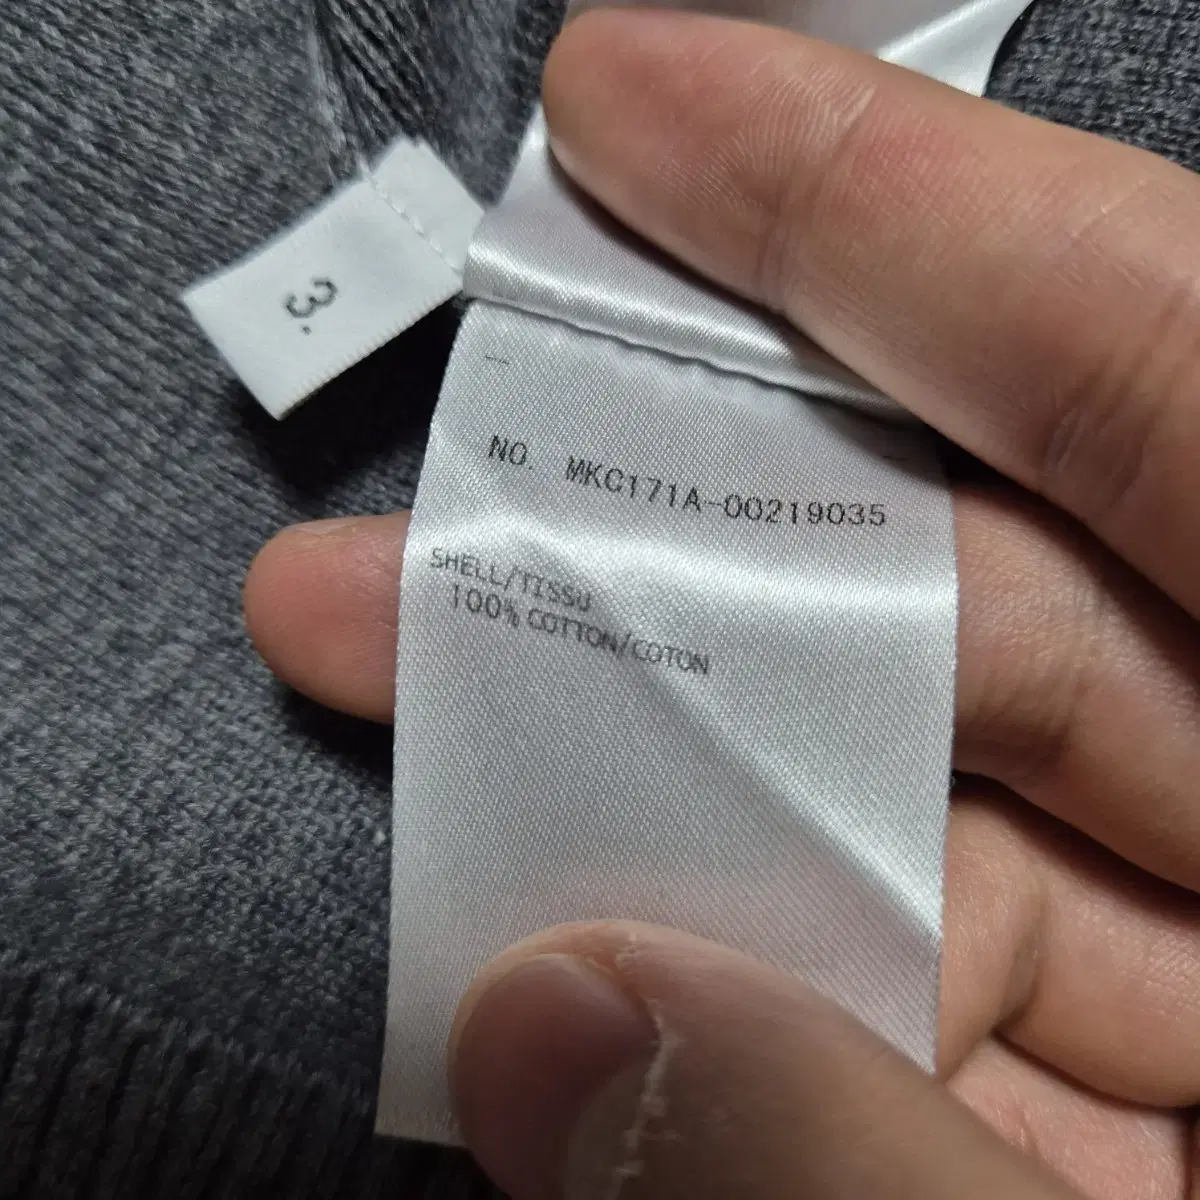 3.
NO. MKC171A-00219035
SHELL/TISSU
100% COTTON/COTON